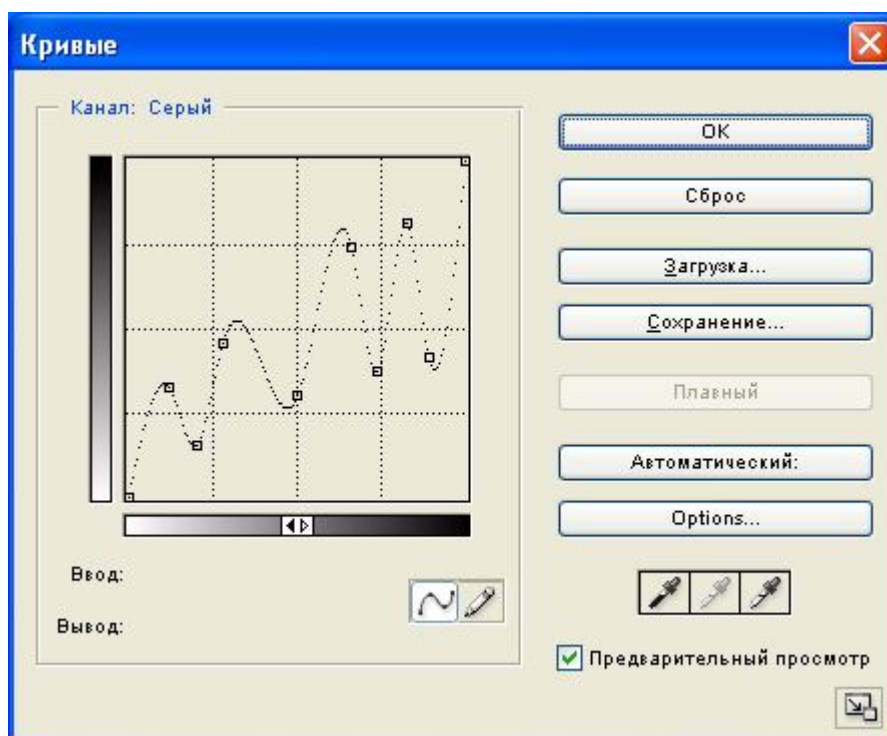 Кривые
Канал: Серый
OK
Сброс
Загрузка...
Сохранение...
Плавный
Автоматический:
Options...
Ввод:
Вывод:
Предварительный просмотр